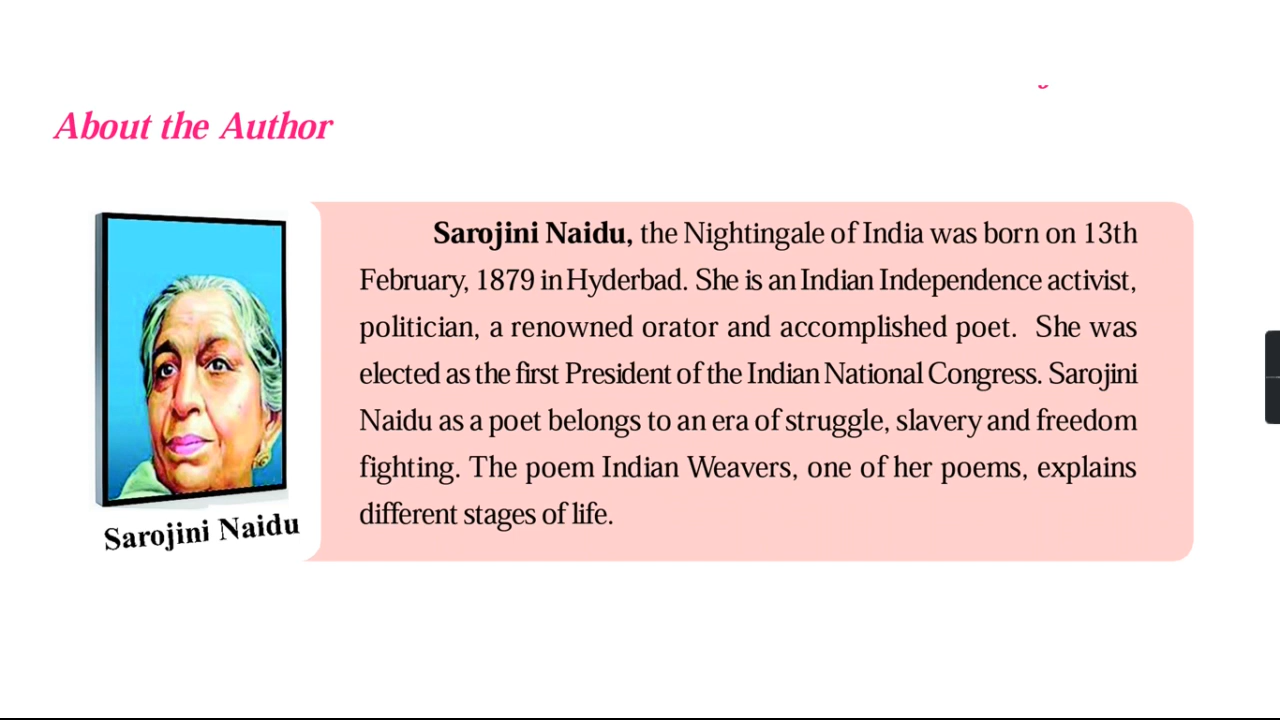 About the Author
Sarojini Naidu, the Nightingale of India was born on 13th
February, 1879 in Hyderbad. She is an Indian Independence activist,
politician, a renowned orator and accomplished poet. She was
elected as the first President of the Indian National Congress. Sarojini
Naidu as a poet belongs to an era of struggle, slavery and freedom
fighting. The poem Indian Weavers, one of her poems, explains
different stages of life.
Sarojini Naidu